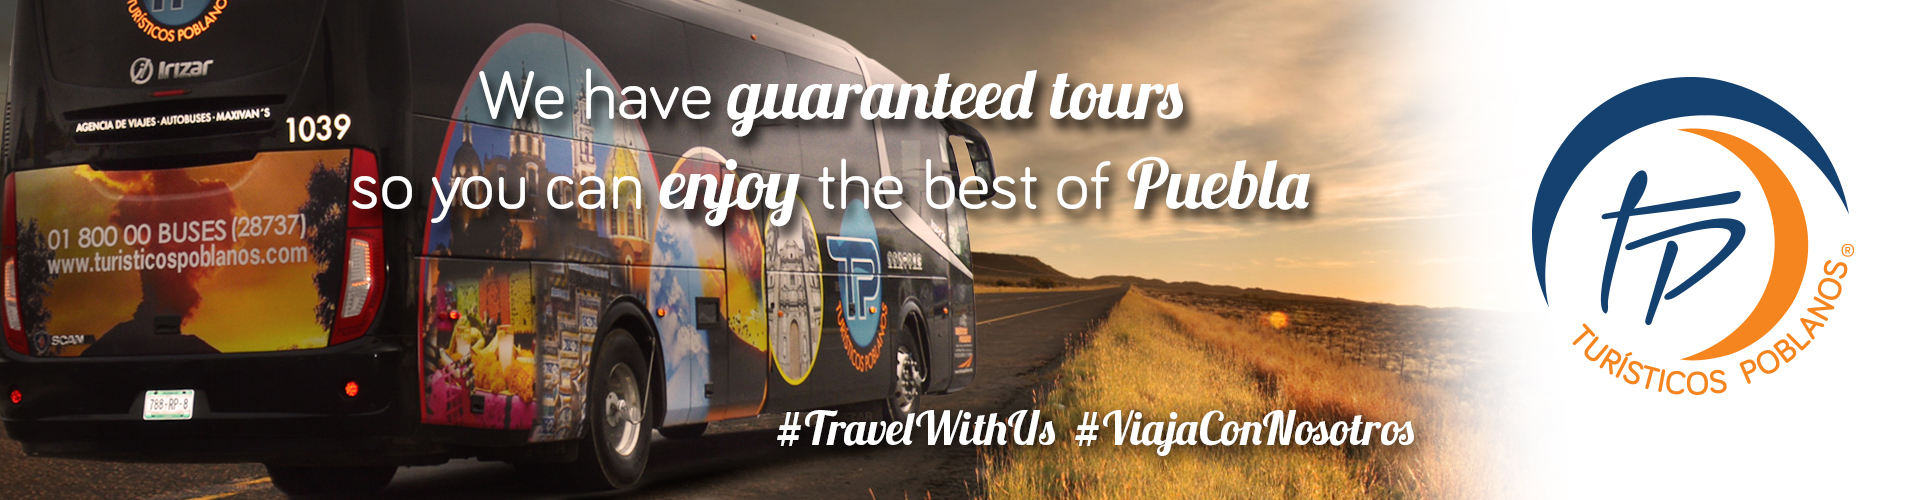 TURÍSTICOS POBLANOS
irizar
AGENCIA DE VIAJES · AUTOBUSES · MAXIVAN´S
1039
We have guaranteed tours
so you can enjoy the best of Puebla
01 800 00 BUSES (28737)
www.turisticospoblanos.com
SCAN
788-RP-8
TP
TURÍSTICOS POBLANOS
#TravelWithUs #ViajaConNosotros
TP
TURÍSTICOS POBLANOS®